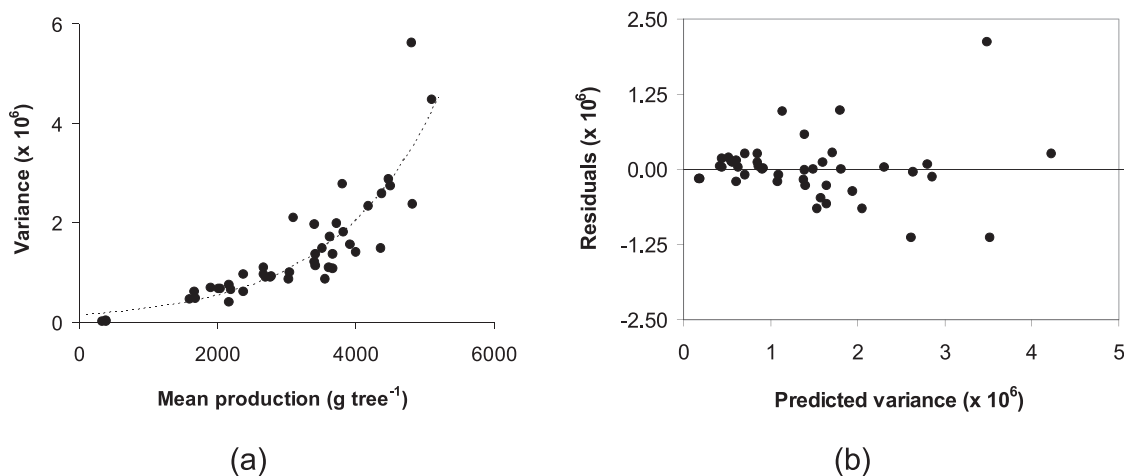 6
4
2
0
0
2000
4000
6000
Variance
(x 10⁶)
Mean production (g tree⁻¹)
(a)
2.50
1.25
0.00
-1.25
-2.50
0
1
2
3
4
5
Residuals (x 10⁶)
Predicted variance (x 10⁶)
(b)